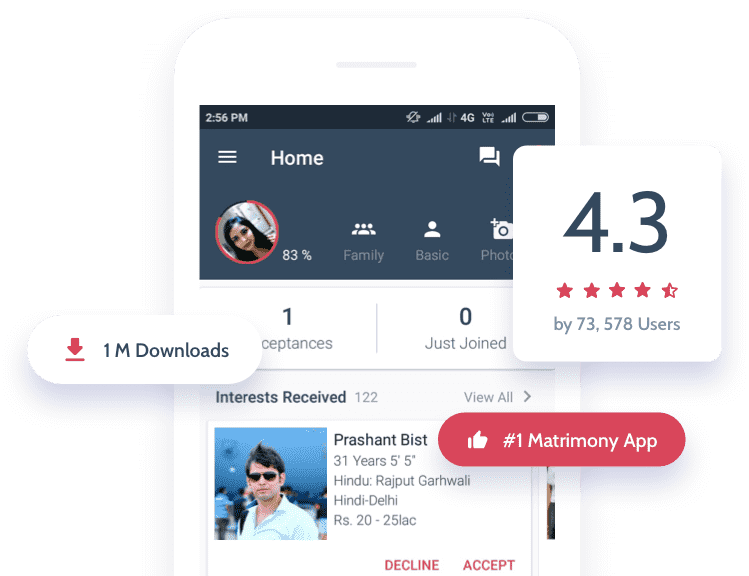 2:56 PM
4G
Vo))
LTE
Home
83 %
Family
Basic
4.3
by 73, 578 Users
1
0
Just Joined
1 M Downloads
Interests Received 122
View All
#1 Matrimony App
Prashant Bist
31 Years 5' 5"
Hindu: Rajput Garhwali
Hindi-Delhi
Rs. 20 - 25lac
DECLINE
ACCEPT